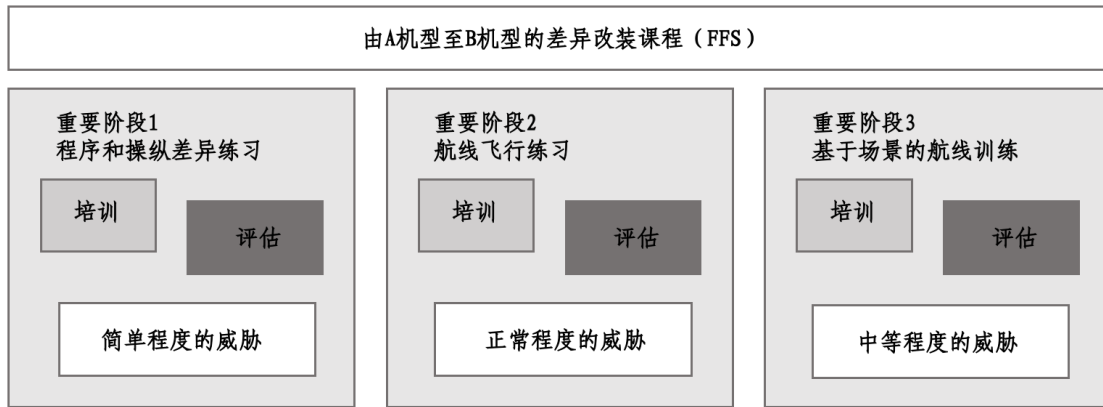 由A机型至B机型的差异改装课程（FFS）
重要阶段1
程序和操纵差异练习
培训
评估
简单程度的威胁
重要阶段2
航线飞行练习
培训
评估
正常程度的威胁
重要阶段3
基于场景的航线训练
培训
评估
中等程度的威胁